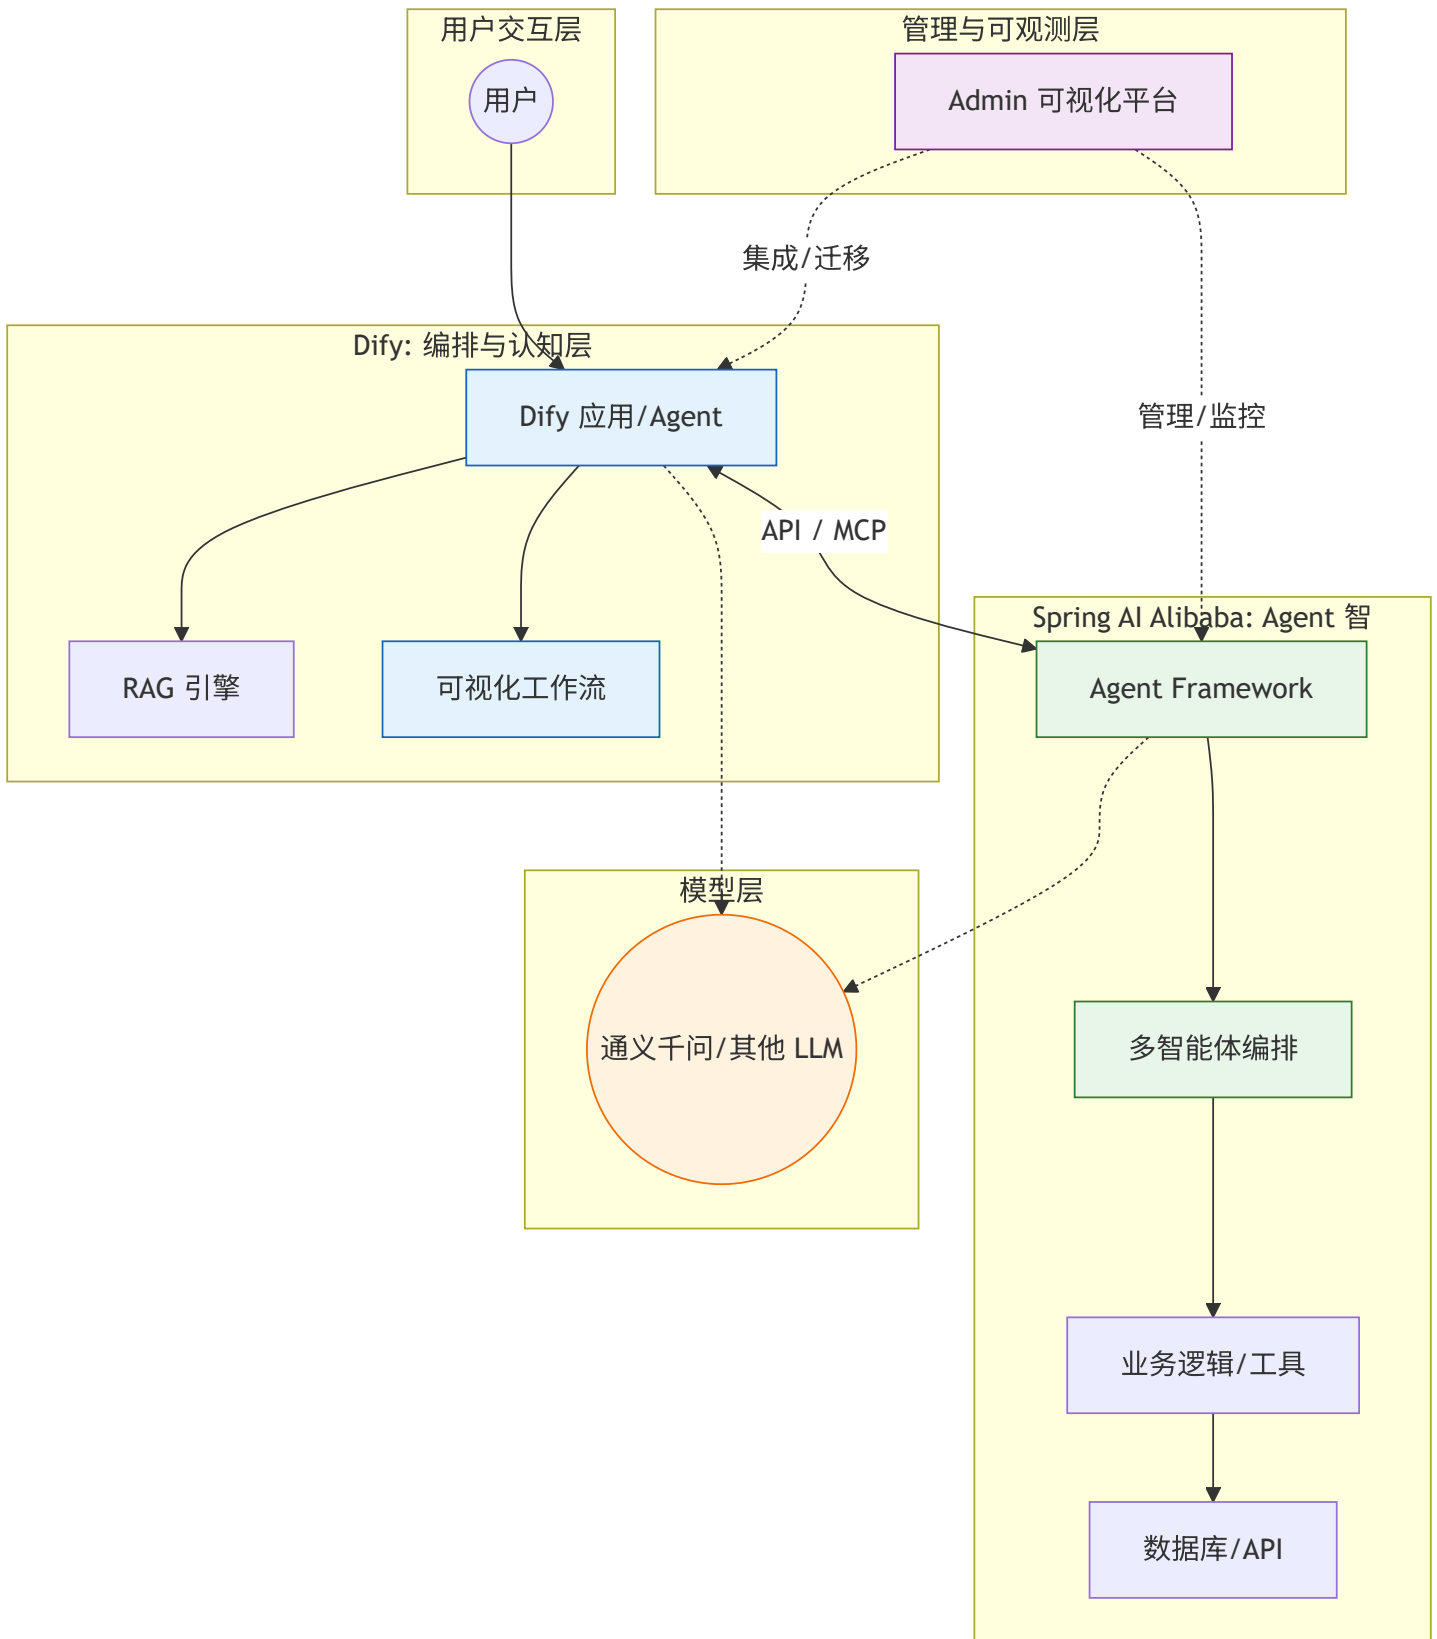 用户交互层
管理与可观测层
用户
Admin 可视化平台
集成/迁移
Dify: 编排与认知层
Dify 应用/Agent
管理/监控
API / MCP
Spring AI Alibaba: Agent 智
RAG 引擎
可视化工作流
Agent Framework
模型层
通义千问/其他 LLM
多智能体编排
业务逻辑/工具
数据库/API